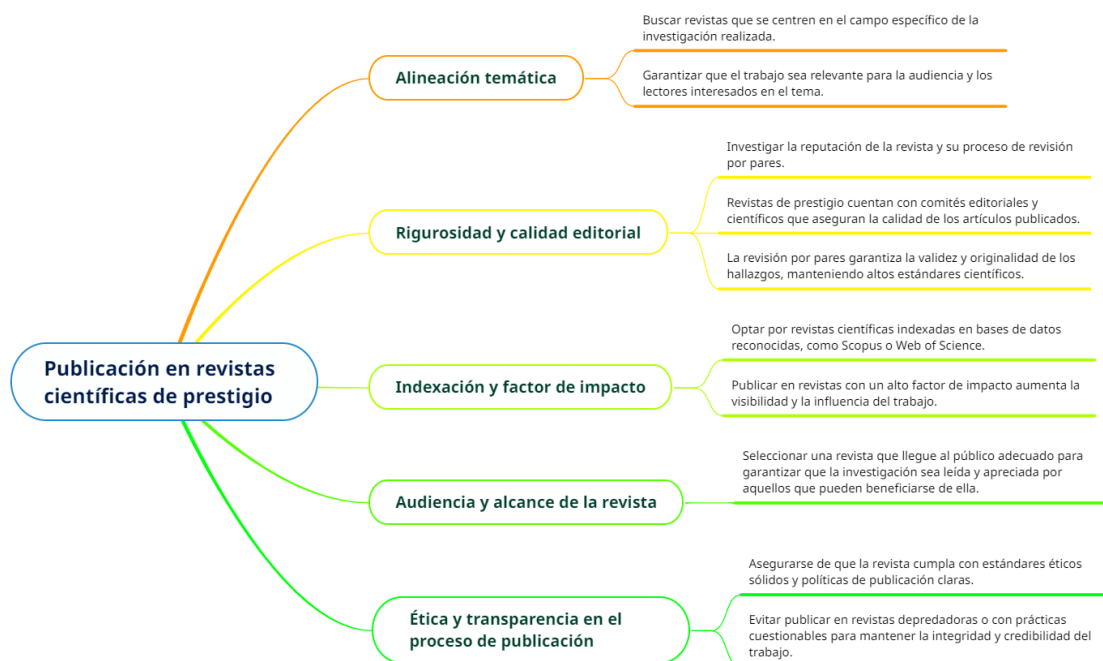 Publicación en revistas
científicas de prestigio
Alineación temática
Buscar revistas que se centren en el campo específico de la
investigación realizada.
Garantizar que el trabajo sea relevante para la audiencia y los
lectores interesados en el tema.
Rigurosidad y calidad editorial
Investigar la reputación de la revista y su proceso de revisión
por pares.
Revistas de prestigio cuentan con comités editoriales y
científicos que aseguran la calidad de los artículos publicados.
La revisión por pares garantiza la validez y originalidad de los
hallazgos, manteniendo altos estándares científicos.
Indexación y factor de impacto
Optar por revistas científicas indexadas en bases de datos
reconocidas, como Scopus o Web of Science.
Publicar en revistas con un alto factor de impacto aumenta la
visibilidad y la influencia del trabajo.
Audiencia y alcance de la revista
Seleccionar una revista que llegue al público adecuado para
garantizar que la investigación sea leída y apreciada por
aquellos que pueden beneficiarse de ella.
Ética y transparencia en el
proceso de publicación
Asegurarse de que la revista cumpla con estándares éticos
sólidos y políticas de publicación claras.
Evitar publicar en revistas depredadoras o con prácticas
cuestionables para mantener la integridad y credibilidad del
trabajo.